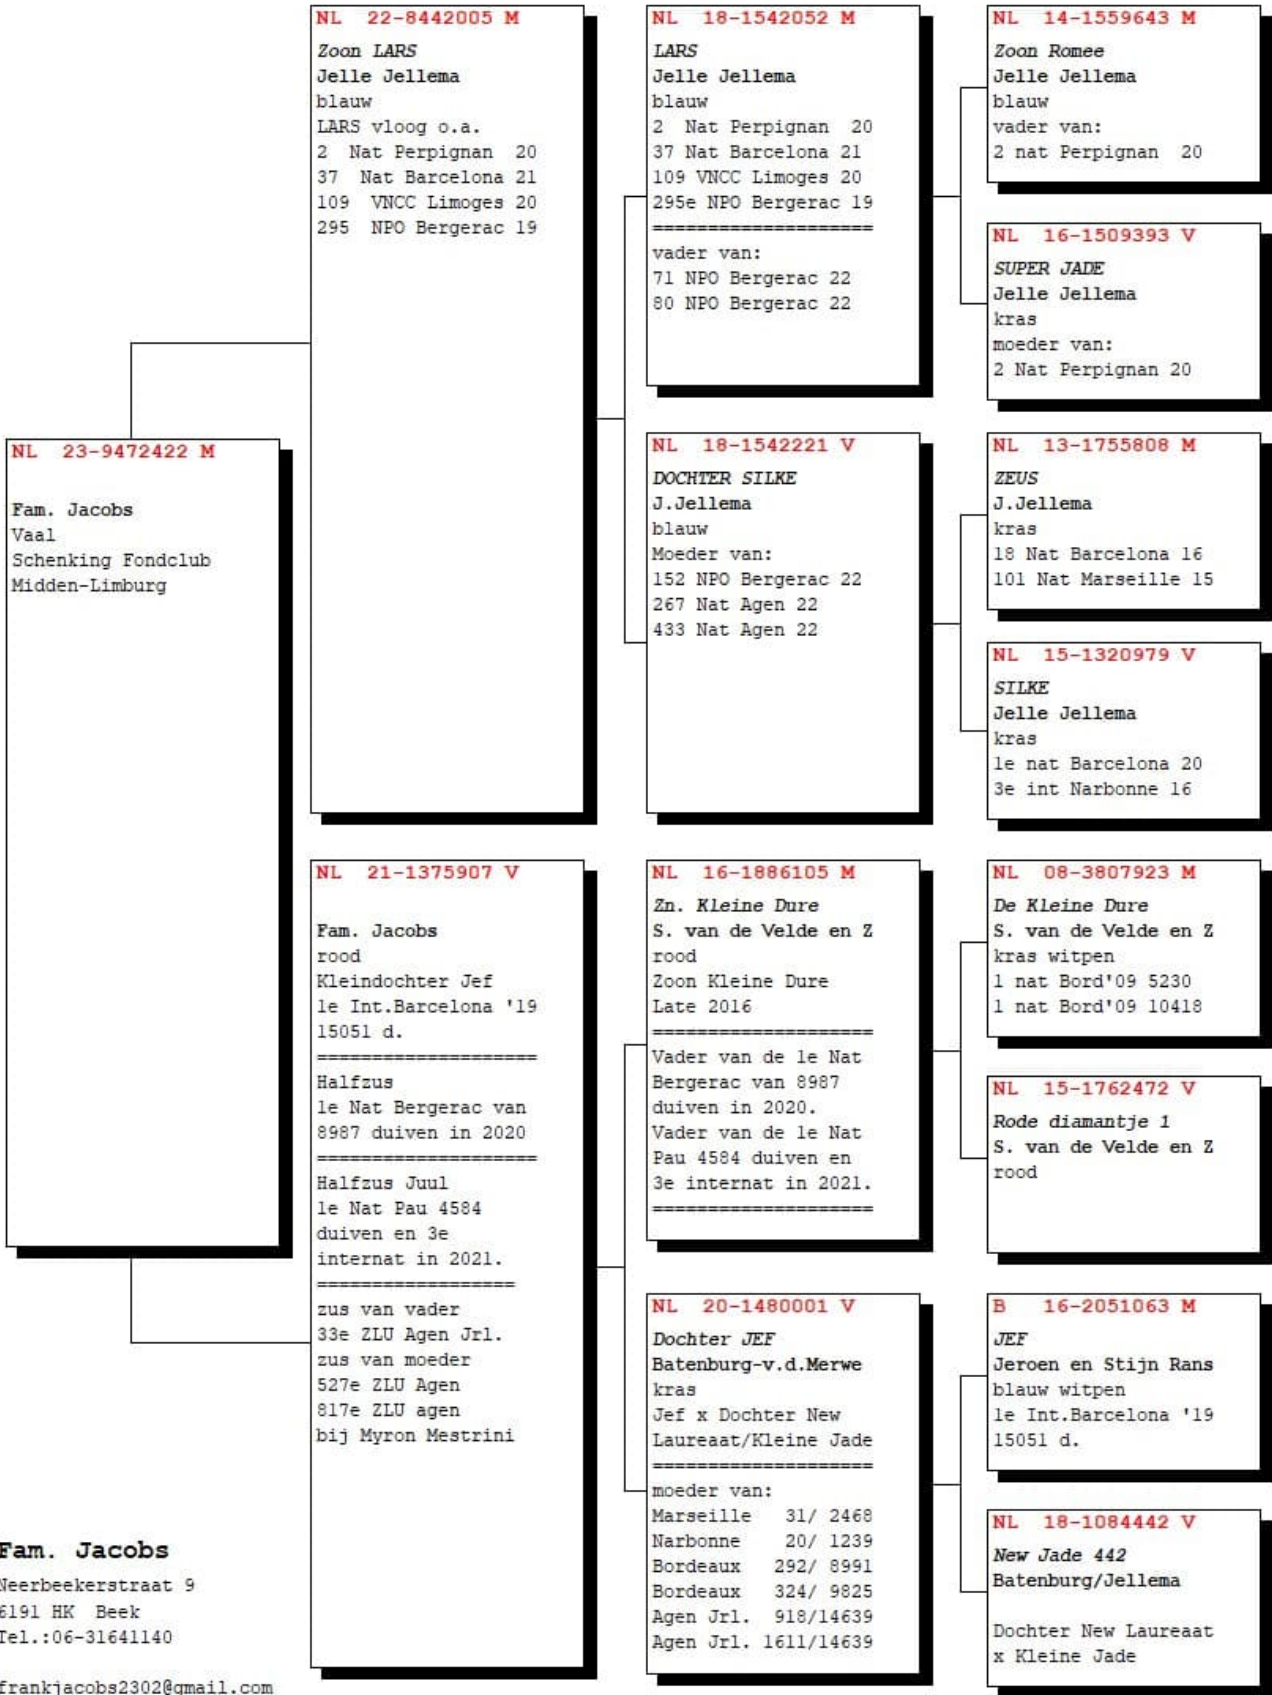 NL 23-9472422 M
Fam. Jacobs
Vaal
Schenking Fondclub
Midden-Limburg
NL 22-8442005 M
Zoon LARS
Jelle Jellema
blauw
LARS vloog o.a.
2 Nat Perpignan 20
37 Nat Barcelona 21
109 VNCC Limoges 20
295 NPO Bergerac 19
NL 21-1375907 V
Fam. Jacobs
rood
Kleindochter Jef
1e Int.Barcelona '19
15051 d.
====================
Halfzus
1e Nat Bergerac van
8987 duiven in 2020
====================
Halfzus Juul
1e Nat Pau 4584
duiven en 3e
internat in 2021.
==================
zus van vader
33e ZLU Agen Jrl.
zus van moeder
527e ZLU Agen
817e ZLU agen
bij Myron Mestrini
NL 18-1542052 M
LARS
Jelle Jellema
blauw
2 Nat Perpignan 20
37 Nat Barcelona 21
109 VNCC Limoges 20
295e NPO Bergerac 19
====================
vader van:
71 NPO Bergerac 22
80 NPO Bergerac 22
NL 18-1542221 V
DOCHTER SILKE
J.Jellema
blauw
Moeder van:
152 NPO Bergerac 22
267 Nat Agen 22
433 Nat Agen 22
NL 16-1886105 M
Zn. Kleine Dure
S. van de Velde en Z
rood
Zoon Kleine Dure
Late 2016
====================
Vader van de 1e Nat
Bergerac van 8987
duiven in 2020.
Vader van de 1e Nat
Pau 4584 duiven en
3e internat in 2021.
====================
NL 20-1480001 V
Dochter JEF
Batenburg-v.d.Merwe
kras
Jef x Dochter New
Laureaat/Kleine Jade
====================
moeder van:
Marseille 31/ 2468
Narbonne 20/ 1239
Bordeaux 292/ 8991
Bordeaux 324/ 9825
Agen Jrl. 918/14639
Agen Jrl. 1611/14639
NL 14-1559643 M
Zoon Romee
Jelle Jellema
blauw
vader van:
2 nat Perpignan 20
NL 16-1509393 V
SUPER JADE
Jelle Jellema
kras
moeder van:
2 Nat Perpignan 20
NL 13-1755808 M
ZEUS
J.Jellema
kras
18 Nat Barcelona 16
101 Nat Marseille 15
NL 15-1320979 V
SILKE
Jelle Jellema
kras
1e nat Barcelona 20
3e int Narbonne 16
NL 08-3807923 M
De Kleine Dure
S. van de Velde en Z
kras witpen
1 nat Bord'09 5230
1 nat Bord'09 10418
NL 15-1762472 V
Rode diamantje 1
S. van de Velde en Z
rood
B 16-2051063 M
JEF
Jeroen en Stijn Rans
blauw witpen
1e Int.Barcelona '19
15051 d.
NL 18-1084442 V
New Jade 442
Batenburg/Jellema
Dochter New Laureaat
x Kleine Jade
Fam. Jacobs
Neerbeekerstraat 9
6191 HK Beek
Tel.:06-31641140
frankjacobs2302@gmail.com